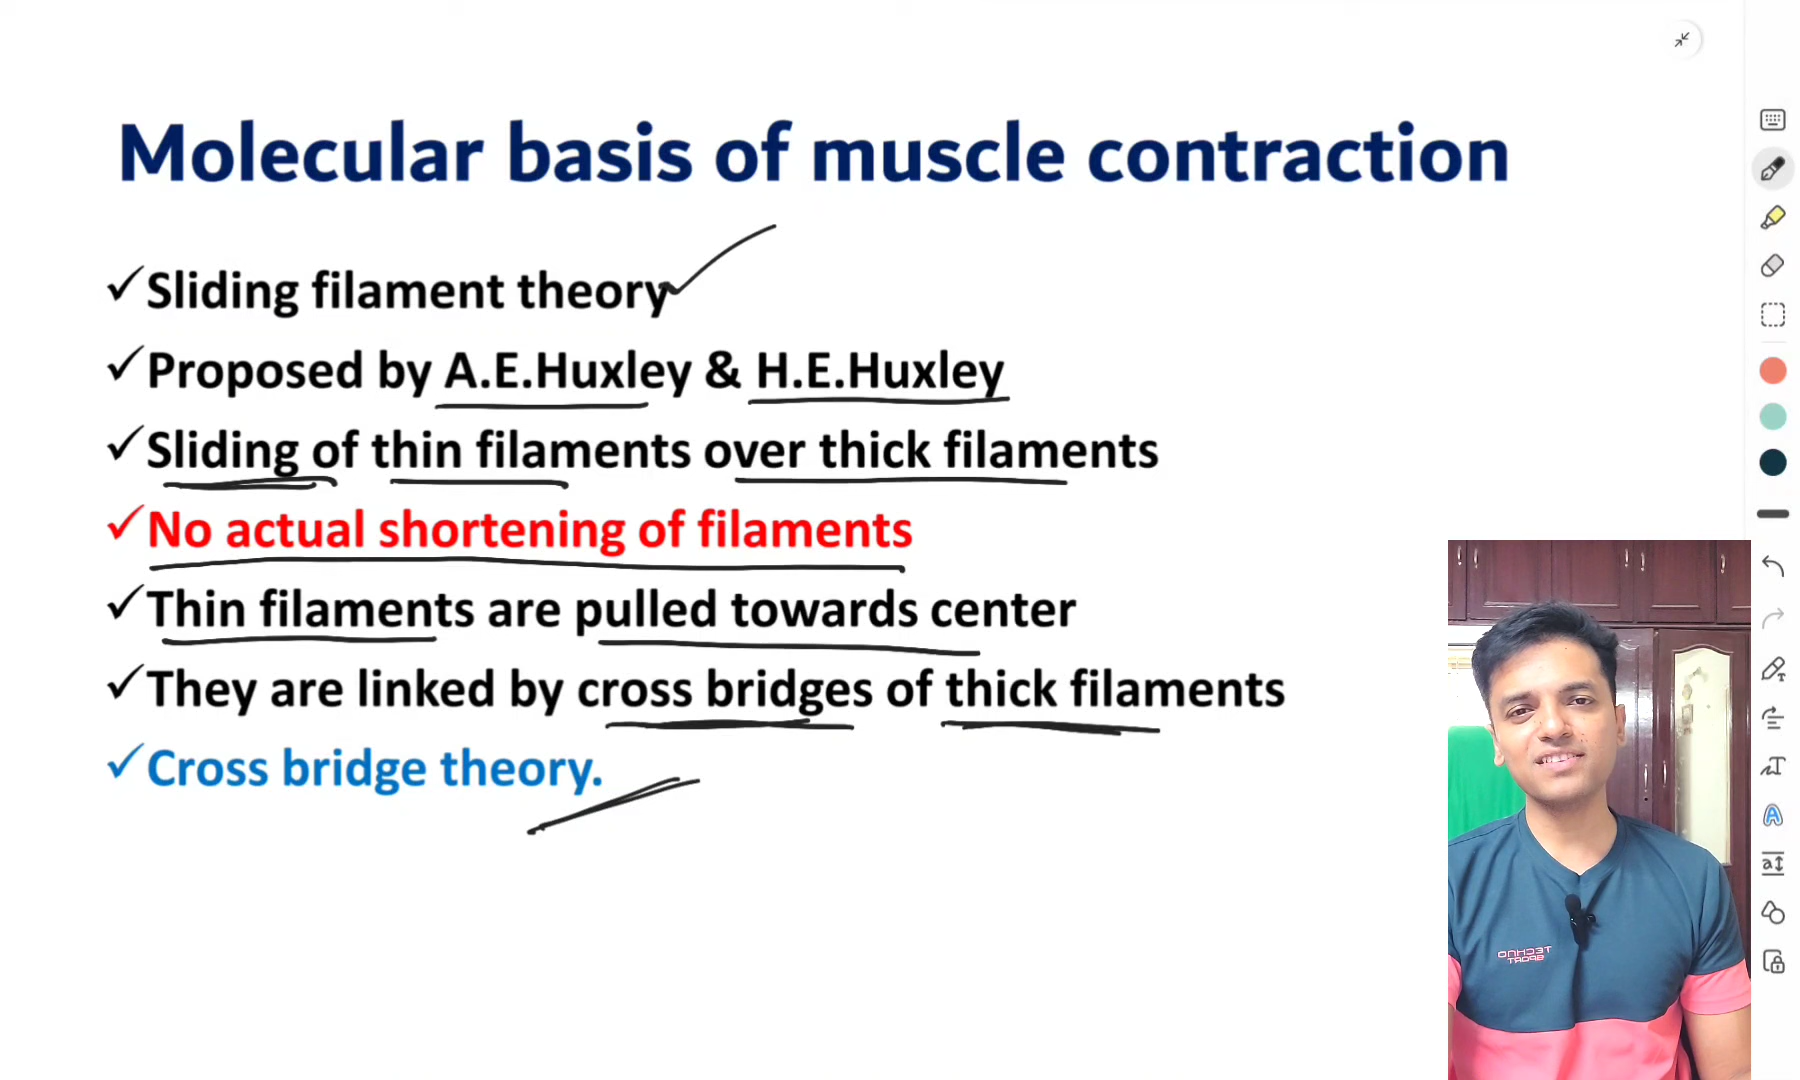 Molecular basis of muscle contraction
✓Sliding filament theory
✓Proposed by A.E.Huxley & H.E.Huxley
✓Sliding of thin filaments over thick filaments
✓No actual shortening of filaments
✓Thin filaments are pulled towards center
✓They are linked by cross bridges of thick filaments
✓Cross bridge theory.
TECHNO
SPORT